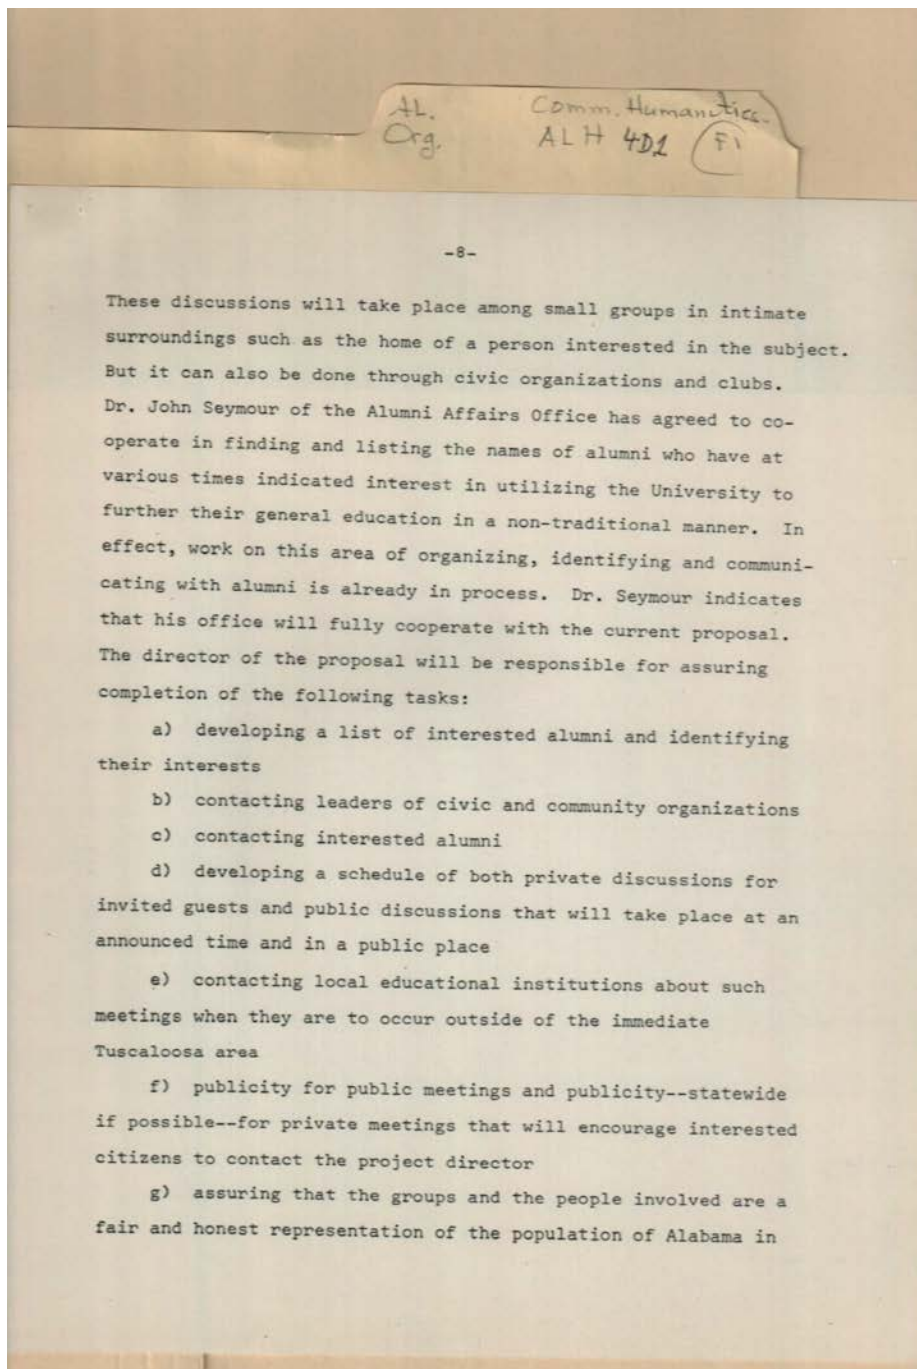 AL. Comm. Humanities.
Org. ALH 4D1 F1
-8-
These discussions will take place among small groups in intimate
surroundings such as the home of a person interested in the subject.
But it can also be done through civic organizations and clubs.
Dr. John Seymour of the Alumni Affairs Office has agreed to co-
operate in finding and listing the names of alumni who have at
various times indicated interest in utilizing the University to
further their general education in a non-traditional manner.  In
effect, work on this area of organizing, identifying and communi-
cating with alumni is already in process.  Dr. Seymour indicates
that his office will fully cooperate with the current proposal.
The director of the proposal will be responsible for assuring
completion of the following tasks:
a) developing a list of interested alumni and identifying
their interests
b) contacting leaders of civic and community organizations
c) contacting interested alumni
d) developing a schedule of both private discussions for
invited guests and public discussions that will take place at an
announced time and in a public place
e) contacting local educational institutions about such
meetings when they are to occur outside of the immediate
Tuscaloosa area
f) publicity for public meetings and publicity--statewide
if possible--for private meetings that will encourage interested
citizens to contact the project director
g) assuring that the groups and the people involved are a
fair and honest representation of the population of Alabama in